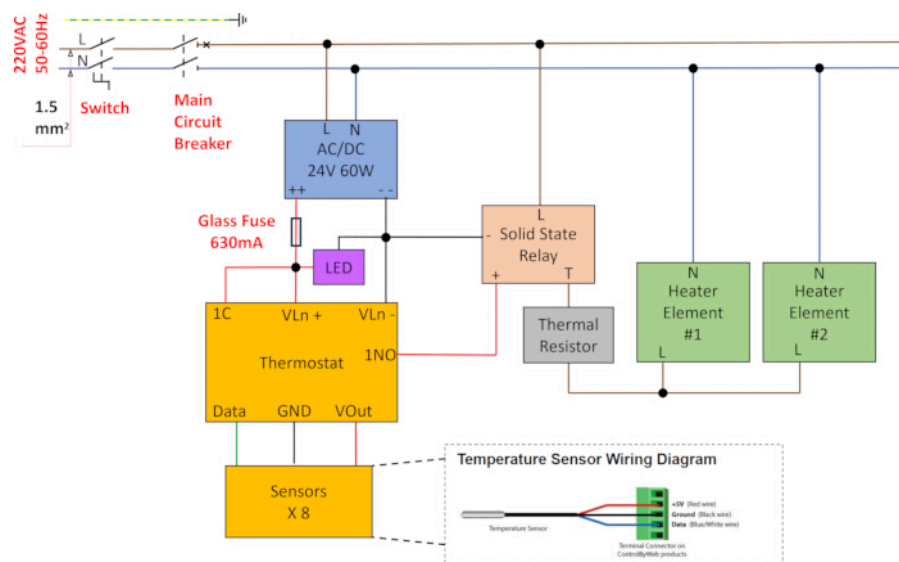 220VAC
50-60Hz
L
N
1.5
mm²
Switch
Main
Circuit
Breaker
L N
AC/DC
24V 60W
++ --
Glass Fuse
630mA
LED
L
-
Solid State
Relay
+ T
N
Heater
Element
#1
L
N
Heater
Element
#2
L
Thermal
Resistor
1C VLn + VLn -
1NO
Thermostat
Data GND VOut
Sensors
X 8
Temperature Sensor Wiring Diagram
+5V (Red wire)
Ground (Black wire)
Data (Blue/White wire)
Temperature Sensor
Terminal Connector on
ControlByWeb products